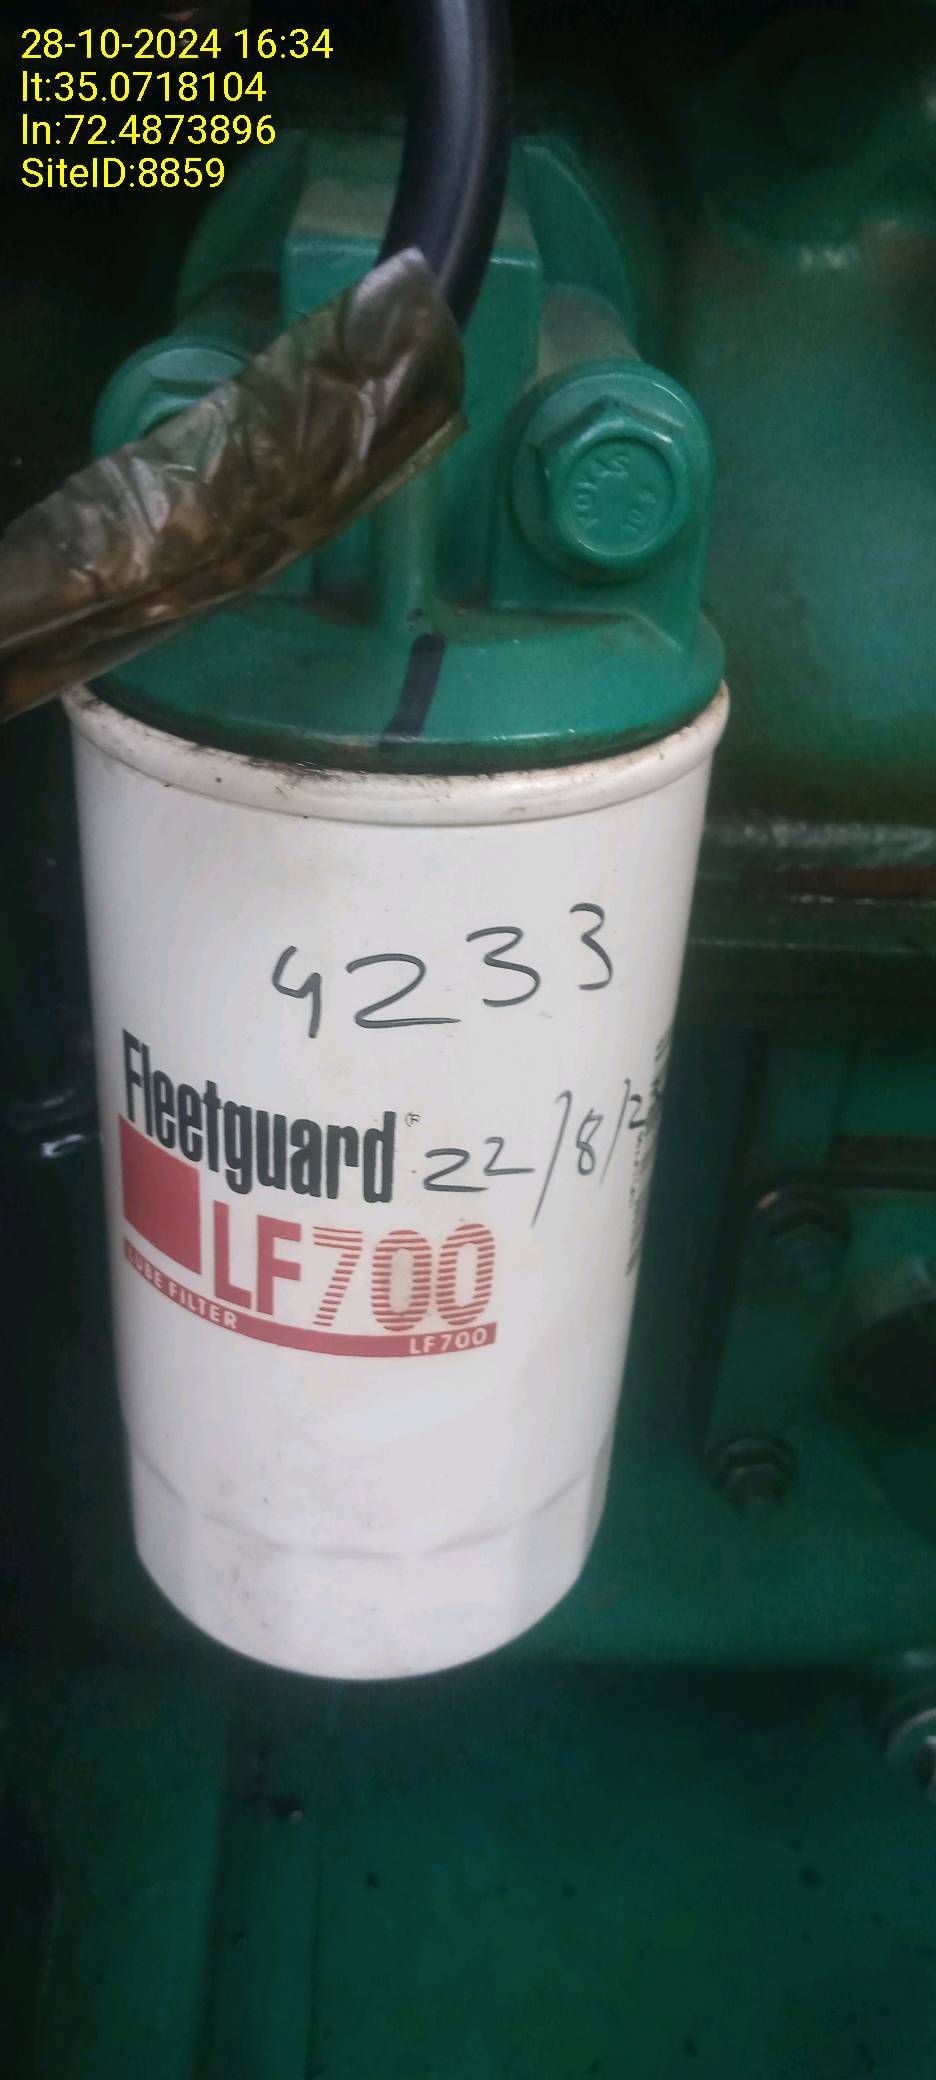 28-10-2024 16:34
lt:35.0718104
ln:72.4873896
SiteID:8859
4233
Fleetguard®
22/8/23
LF700
LUBE FILTER
LF700